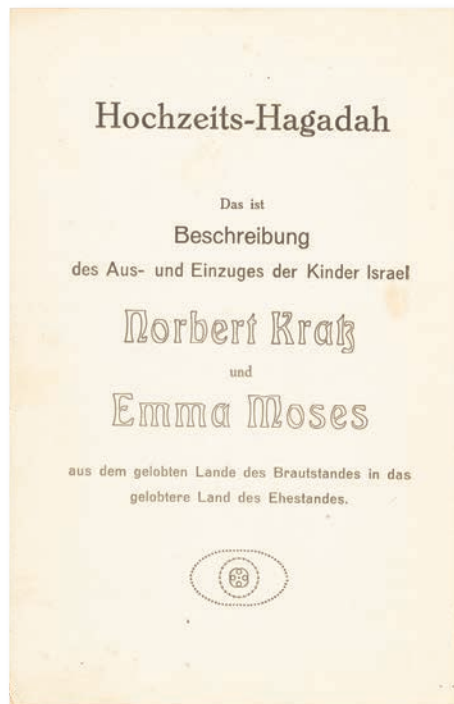 Hochzeits-Hagadah
Das ist
Beschreibung
des Aus- und Einzuges der Kinder Israel
Norbert Kratz
und
Emma Moses
aus dem gelobten Lande des Brautstandes in das
gelobtere Land des Ehestandes.